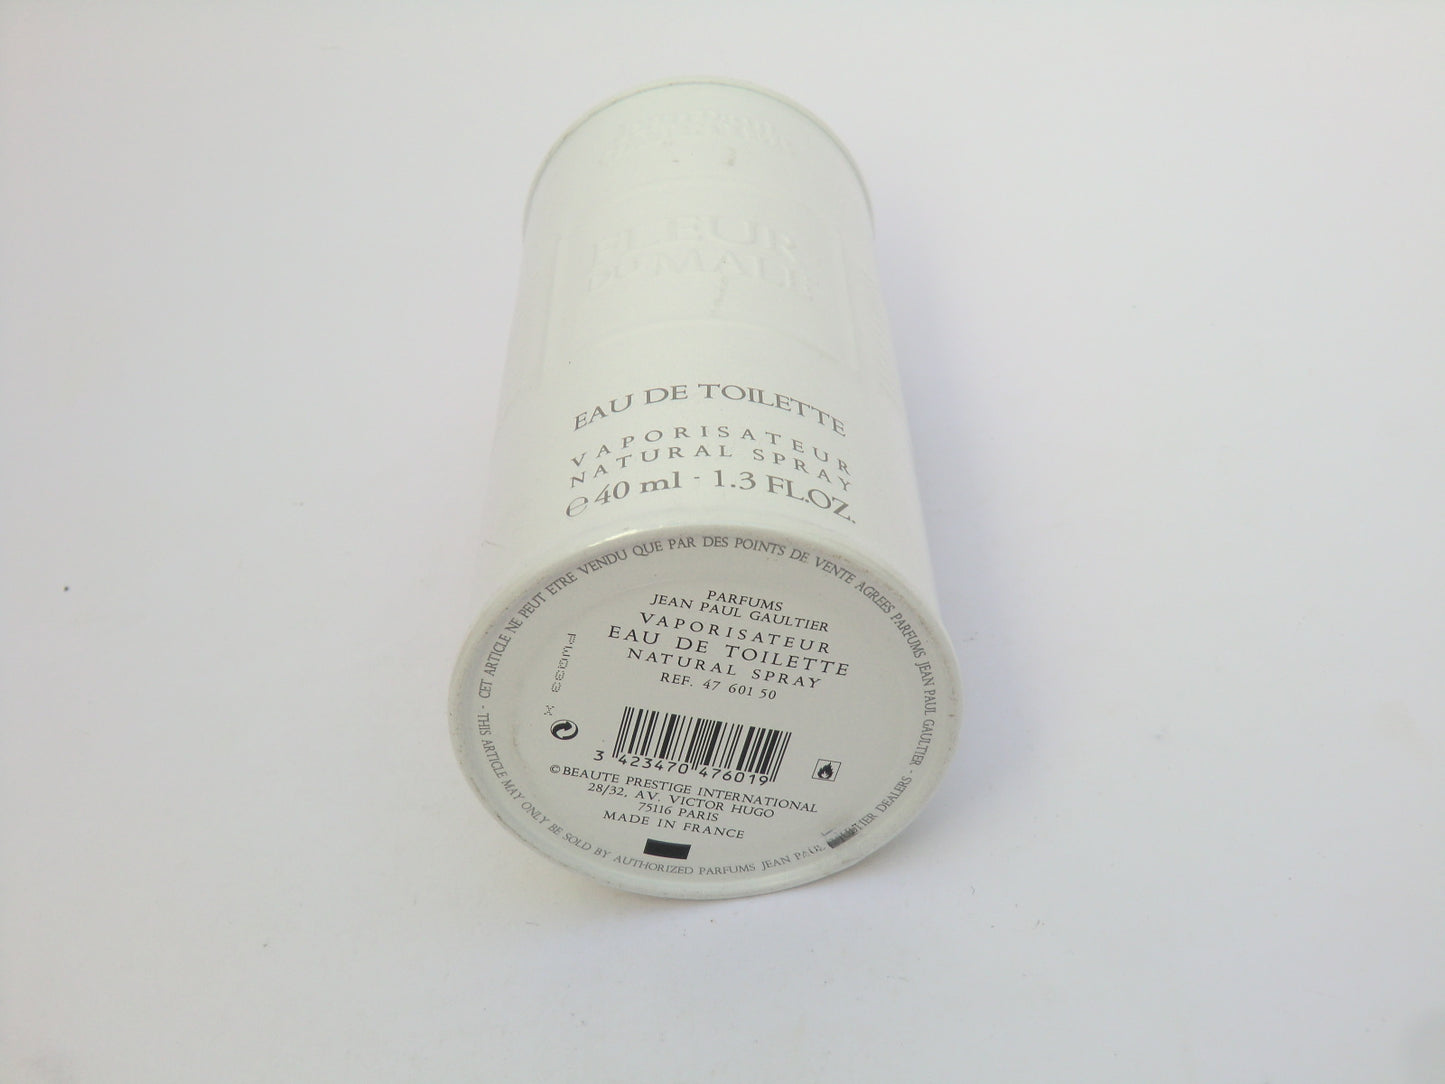 FLEUR
DU MALE
EAU DE TOILETTE
VAPORISATEUR
NATURAL SPRAY
℮ 40 ml - 1.3 FL.OZ.
CET ARTICLE NE PEUT ETRE VENDU QUE PAR DES POINTS DE VENTE AGREES PARFUMS JEAN PAUL GAULTIER -
THIS ARTICLE MAY ONLY BE SOLD BY AUTHORIZED PARFUMS JEAN PAUL DEALERS -
PARFUMS
JEAN PAUL GAULTIER
VAPORISATEUR
EAU DE TOILETTE
NATURAL SPRAY
REF. 47 601 50
3 423470 476019
© BEAUTE PRESTIGE INTERNATIONAL
28/32, AV. VICTOR HUGO
75116 PARIS
MADE IN FRANCE